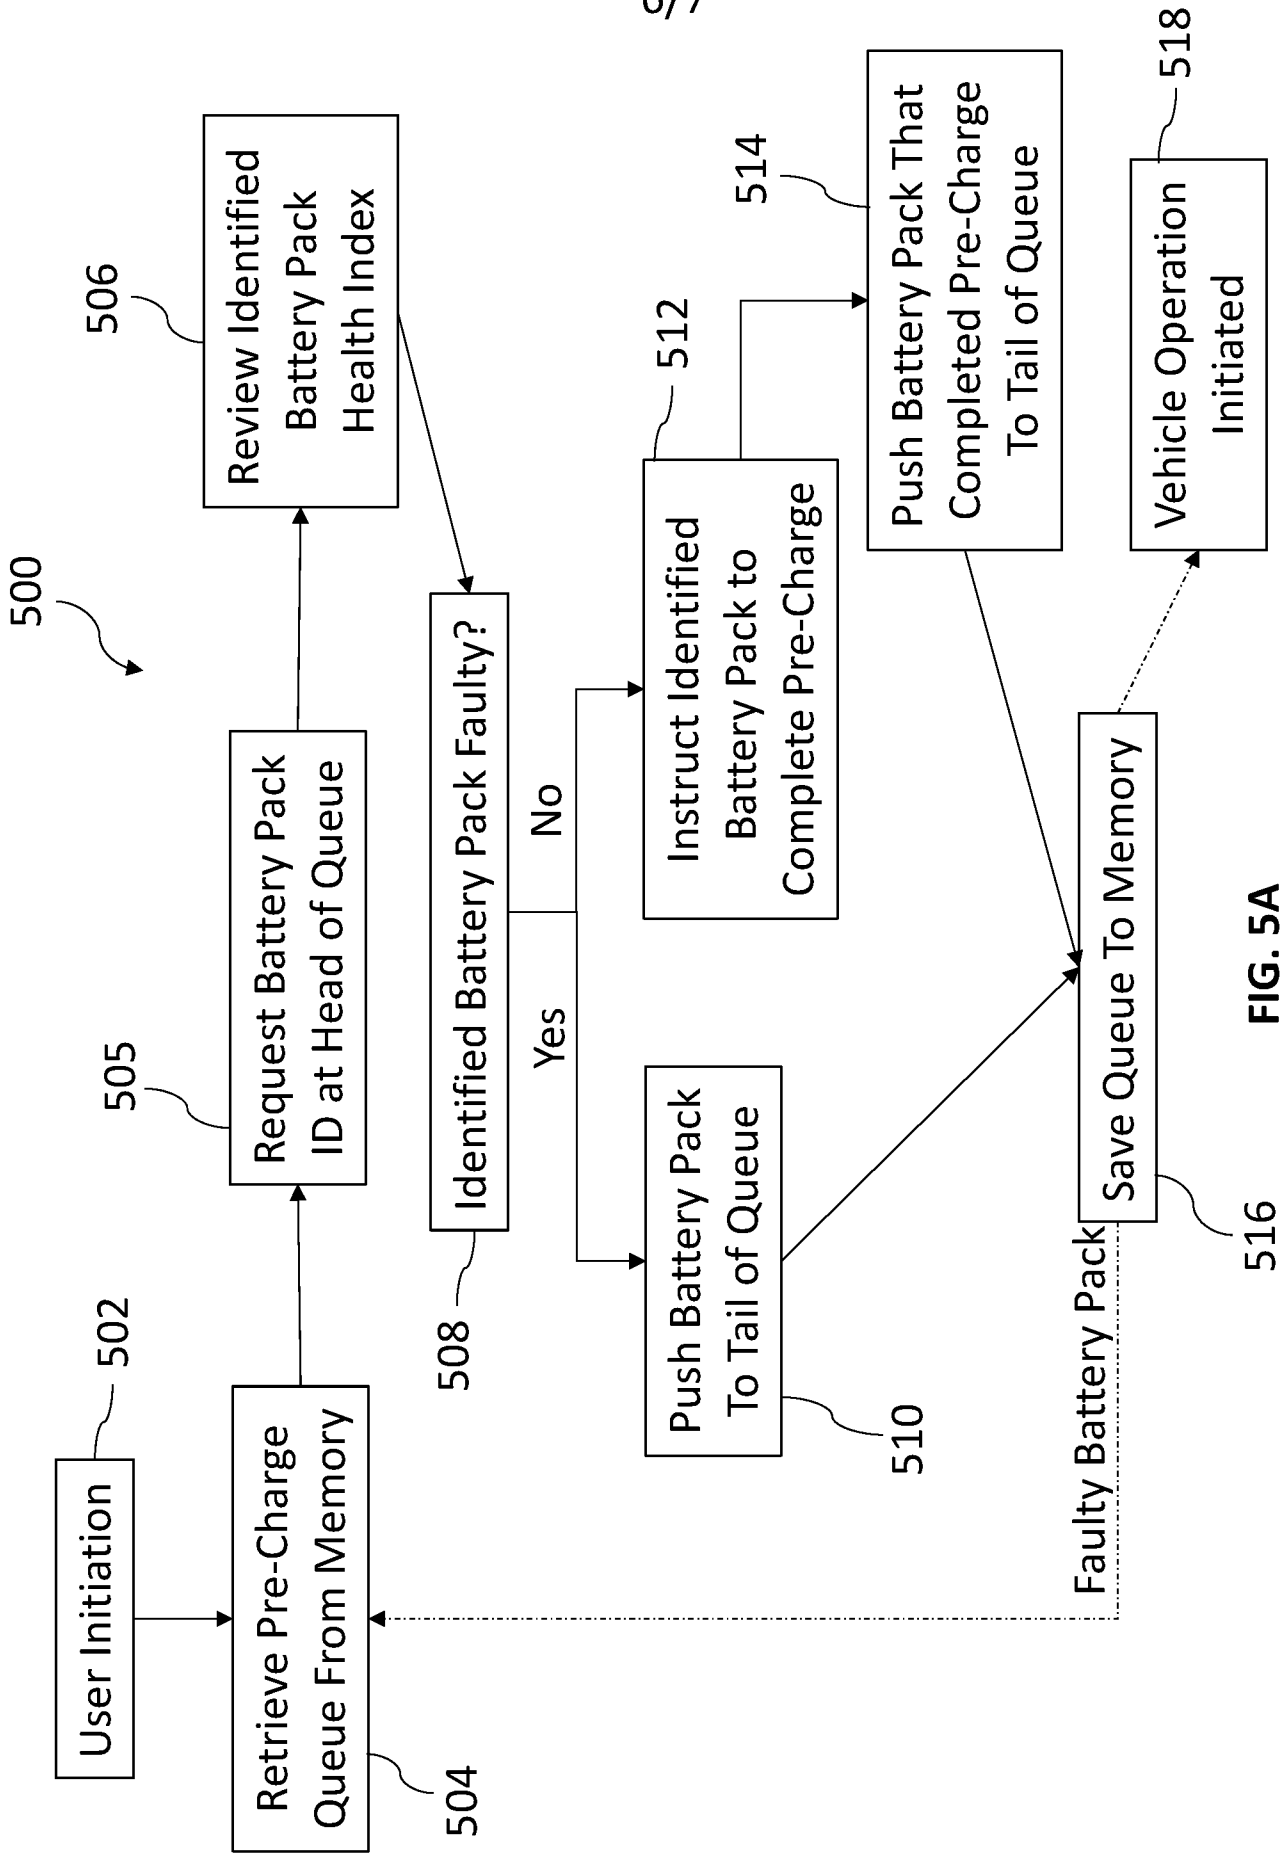 6/7
500
User Initiation
502
Retrieve Pre-Charge
Queue From Memory
504
Request Battery Pack
ID at Head of Queue
505
Review Identified
Battery Pack
Health Index
506
Identified Battery Pack Faulty?
508
Yes
No
Push Battery Pack
To Tail of Queue
510
Instruct Identified
Battery Pack to
Complete Pre-Charge
512
Push Battery Pack That
Completed Pre-Charge
To Tail of Queue
514
Faulty Battery Pack
Save Queue To Memory
516
Vehicle Operation
Initiated
518
FIG. 5A